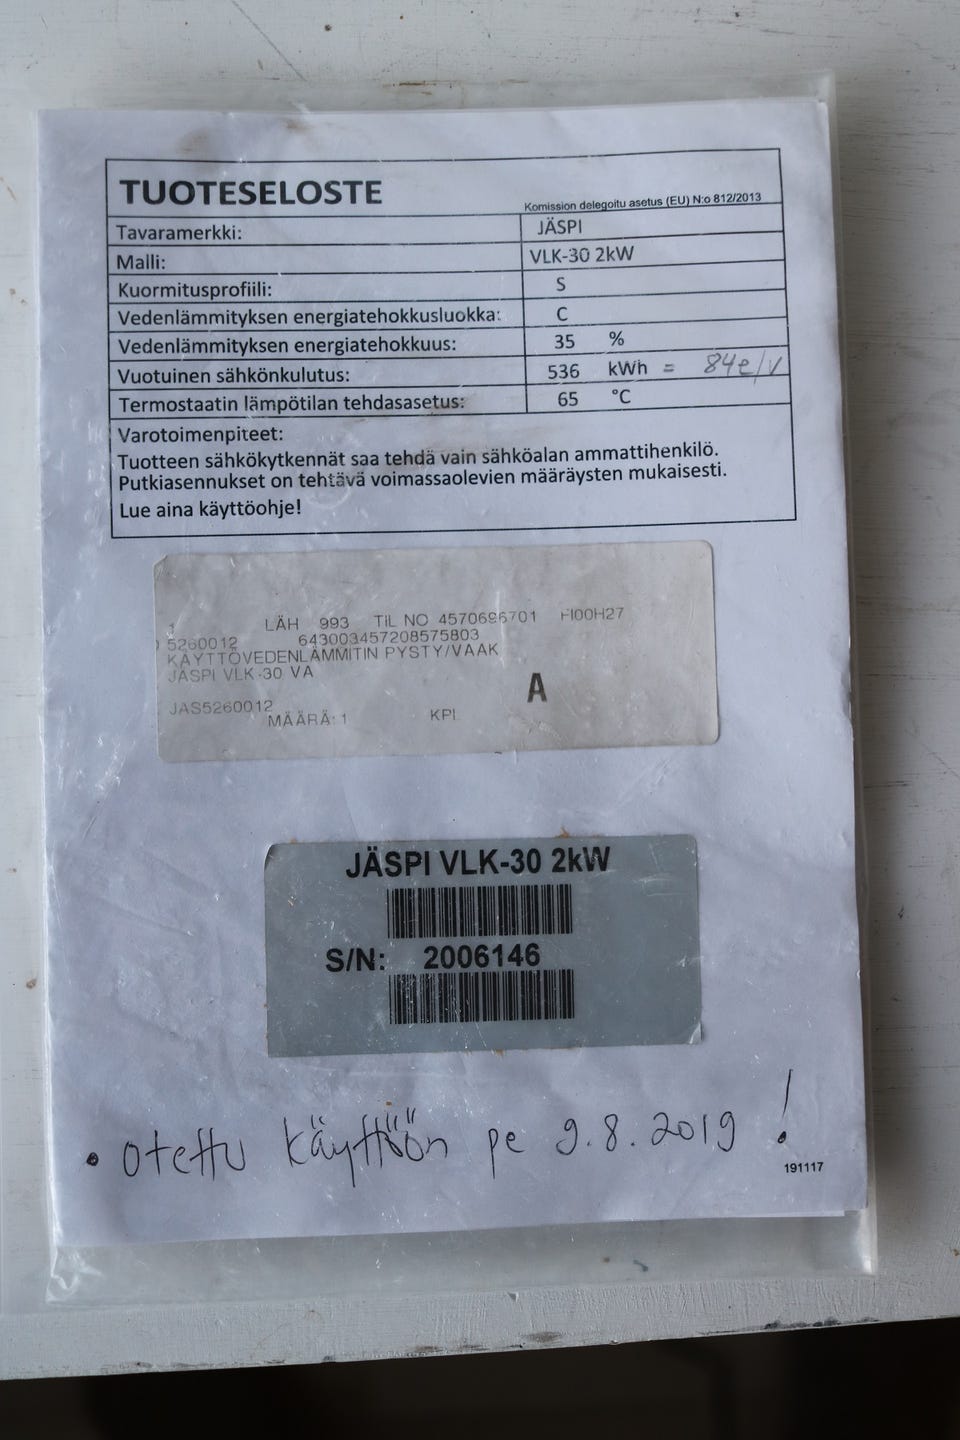 TUOTESELOSTE
Komission delegoitu asetus (EU) N:o 812/2013
Tavaramerkki: JÄSPI
Malli: VLK-30 2kW
Kuormitusprofiili: S
Vedenlämmityksen energiatehokkusluokka: C
Vedenlämmityksen energiatehokkuus: 35 %
Vuotuinen sähkönkulutus: 536 kWh = 84e/v
Termostaatin lämpötilan tehdasasetus: 65 °C
Varotoimenpiteet:
Tuotteen sähkökytkennät saa tehdä vain sähköalan ammattihenkilö.
Putkiasennukset on tehtävä voimassaolevien määräysten mukaisesti.
Lue aina käyttöohje!
1 LÄH 993 TIL NO 4570696701 FI00H27
5260012 643003457208575803
KÄYTTÖVEDENLÄMMITIN PYSTY/VAAK
JÄSPI VLK-30 VA
A
JAS5260012
MÄÄRÄ: 1 KPL
JÄSPI VLK-30 2kW
S/N: 2006146
• otettu käyttöön pe 9.8.2019 !
191117